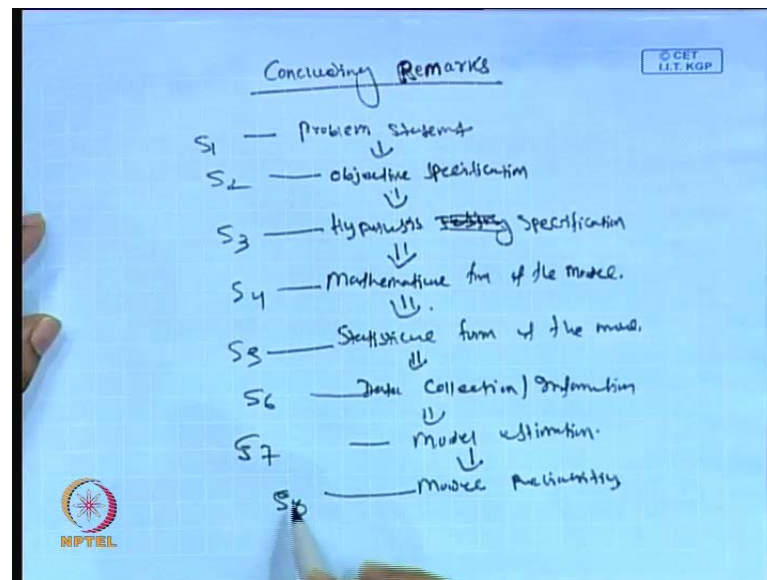 Concluding Remarks
© CET
I.I.T. KGP
S1 — Problem Statement
S2 — Objective Specification
S3 — Hypothesis Testing Specification
S4 — Mathematical form of the model.
S5 — Statistical form of the model.
S6 — Data Collection / Information
S7 — Model estimation.
S8 — Model Reliability
NPTEL